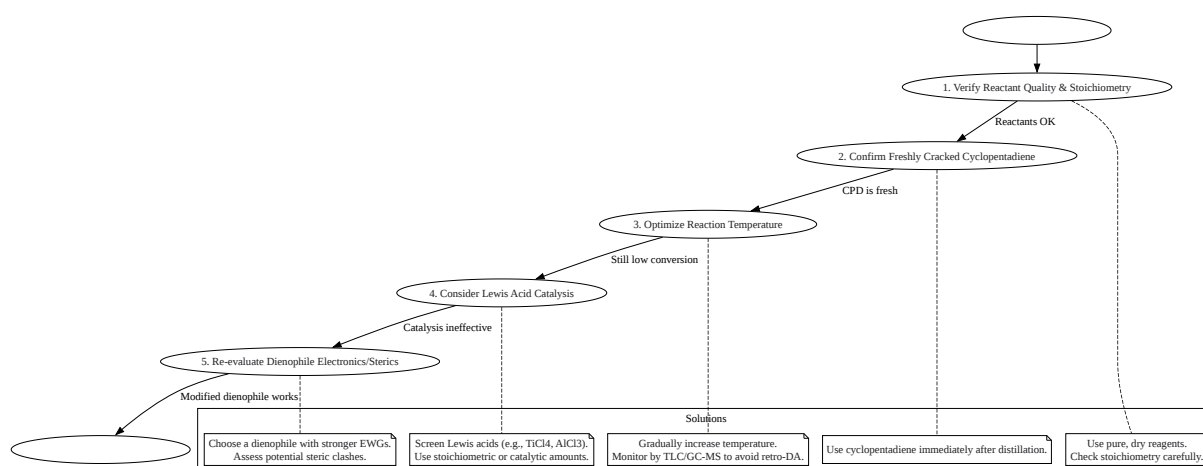 1. Verify Reactant Quality & Stoichiometry
Reactants OK
2. Confirm Freshly Cracked Cyclopentadiene
CPD is fresh
3. Optimize Reaction Temperature
Still low conversion
4. Consider Lewis Acid Catalysis
Catalysis ineffective
5. Re-evaluate Dienophile Electronics/Sterics
Modified dienophile works
Solutions
Choose a dienophile with stronger EWGs.
Assess potential steric clashes.
Screen Lewis acids (e.g., TiCl4, AlCl3).
Use stoichiometric or catalytic amounts.
Gradually increase temperature.
Monitor by TLC/GC-MS to avoid retro-DA.
Use cyclopentadiene immediately after distillation.
Use pure, dry reagents.
Check stoichiometry carefully.